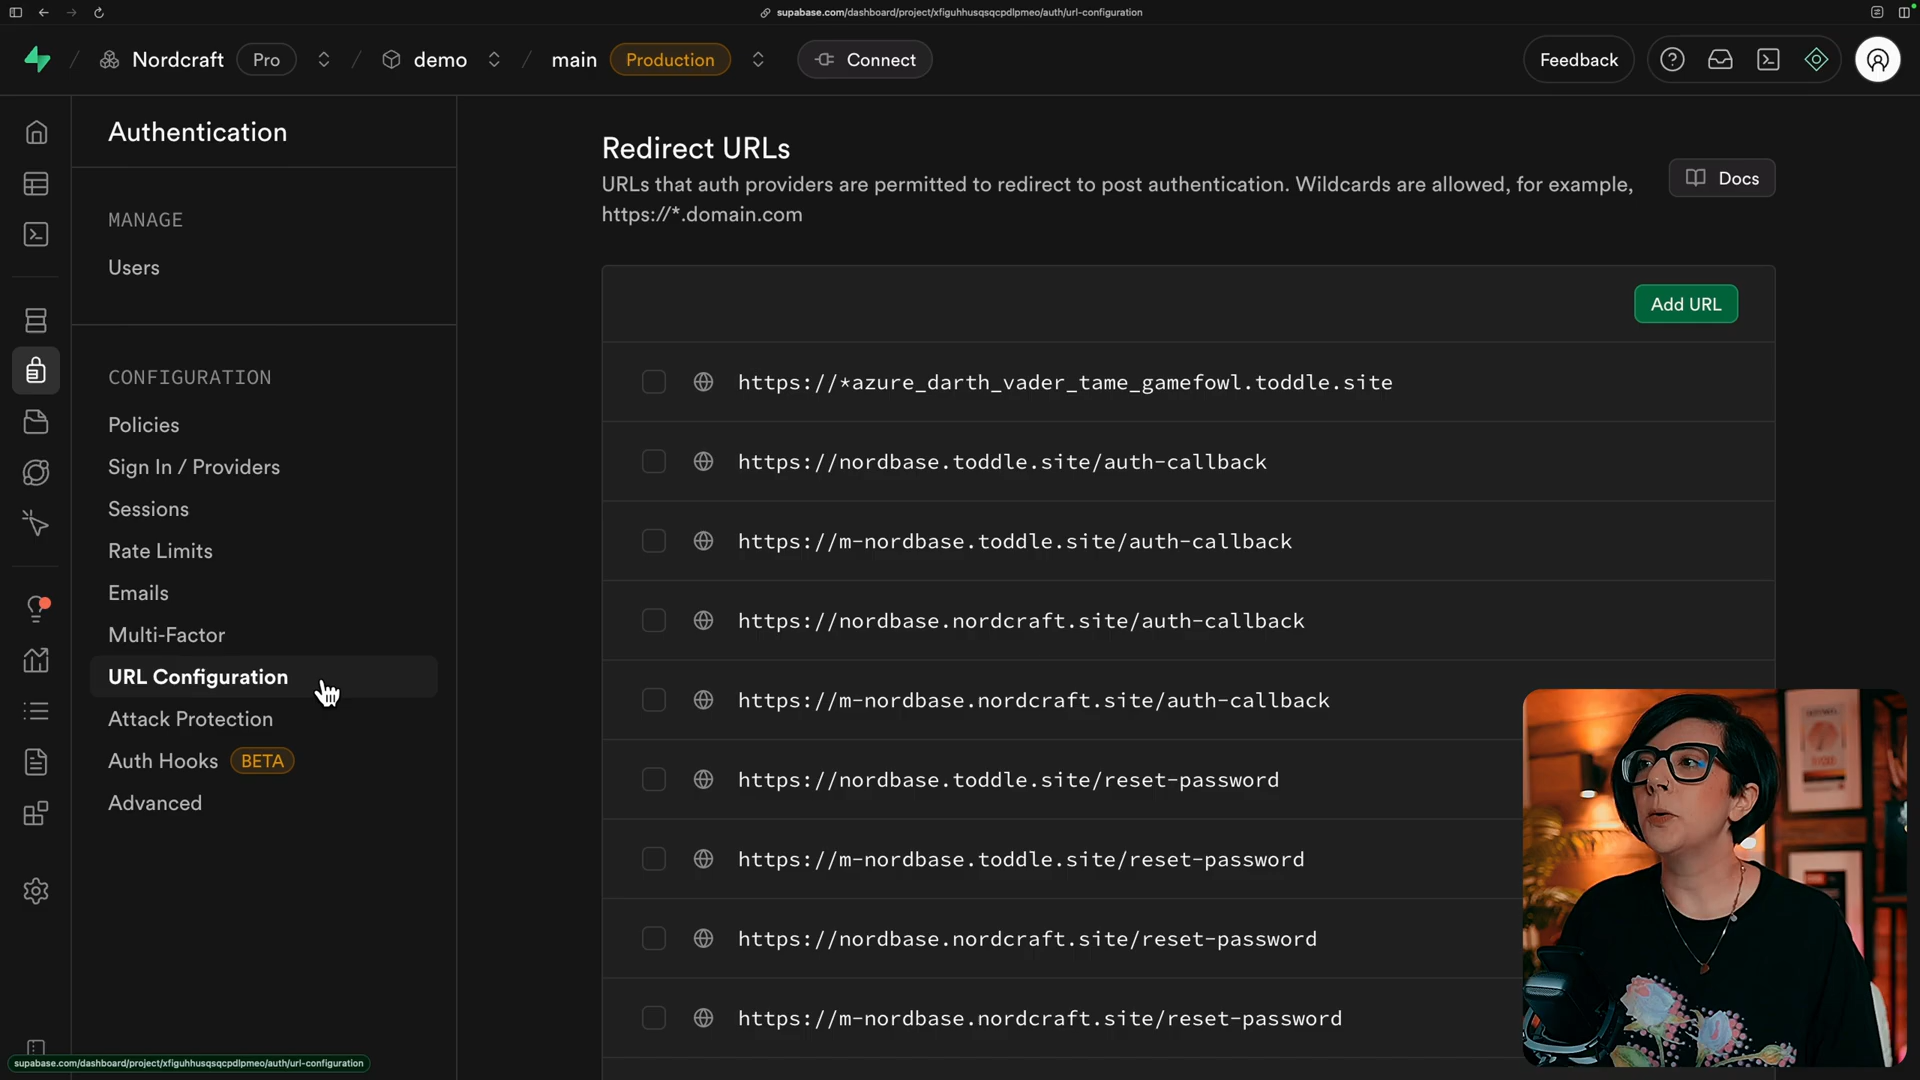 supabase.com/dashboard/project/xfiguhhusqsqcpdlpmeo/auth/url-configuration
Nordcraft Pro demo main Production Connect Feedback
Authentication
MANAGE
Users
CONFIGURATION
Policies
Sign In / Providers
Sessions
Rate Limits
Emails
Multi-Factor
URL Configuration
Attack Protection
Auth Hooks BETA
Advanced
Redirect URLs
URLs that auth providers are permitted to redirect to post authentication. Wildcards are allowed, for example,
https://*.domain.com
Docs
Add URL
https://*azure_darth_vader_tame_gamefowl.toddle.site
https://nordbase.toddle.site/auth-callback
https://m-nordbase.toddle.site/auth-callback
https://nordbase.nordcraft.site/auth-callback
https://m-nordbase.nordcraft.site/auth-callback
https://nordbase.toddle.site/reset-password
https://m-nordbase.toddle.site/reset-password
https://nordbase.nordcraft.site/reset-password
https://m-nordbase.nordcraft.site/reset-password
supabase.com/dashboard/project/xfiguhhusqsqcpdlpmeo/auth/url-configuration